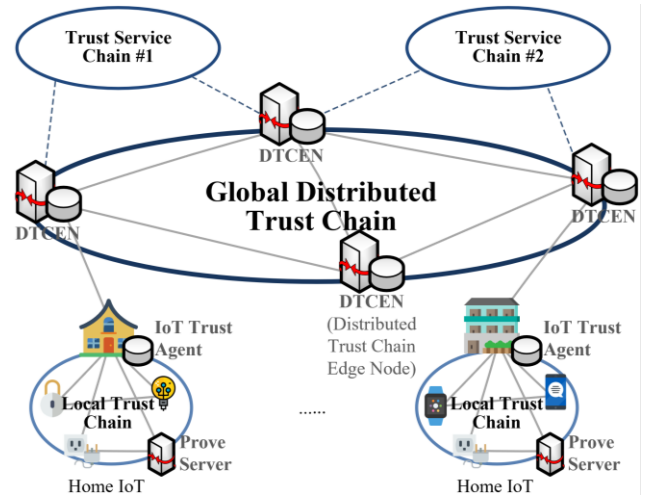 Trust Service
Chain #1
Trust Service
Chain #2
DTCEN
DTCEN
DTCEN
Global Distributed
Trust Chain
DTCEN
(Distributed
Trust Chain
Edge Node)
IoT Trust
Agent
Local Trust
Chain
Prove
Server
Home IoT
......
IoT Trust
Agent
Local Trust
Chain
Prove
Server
Home IoT